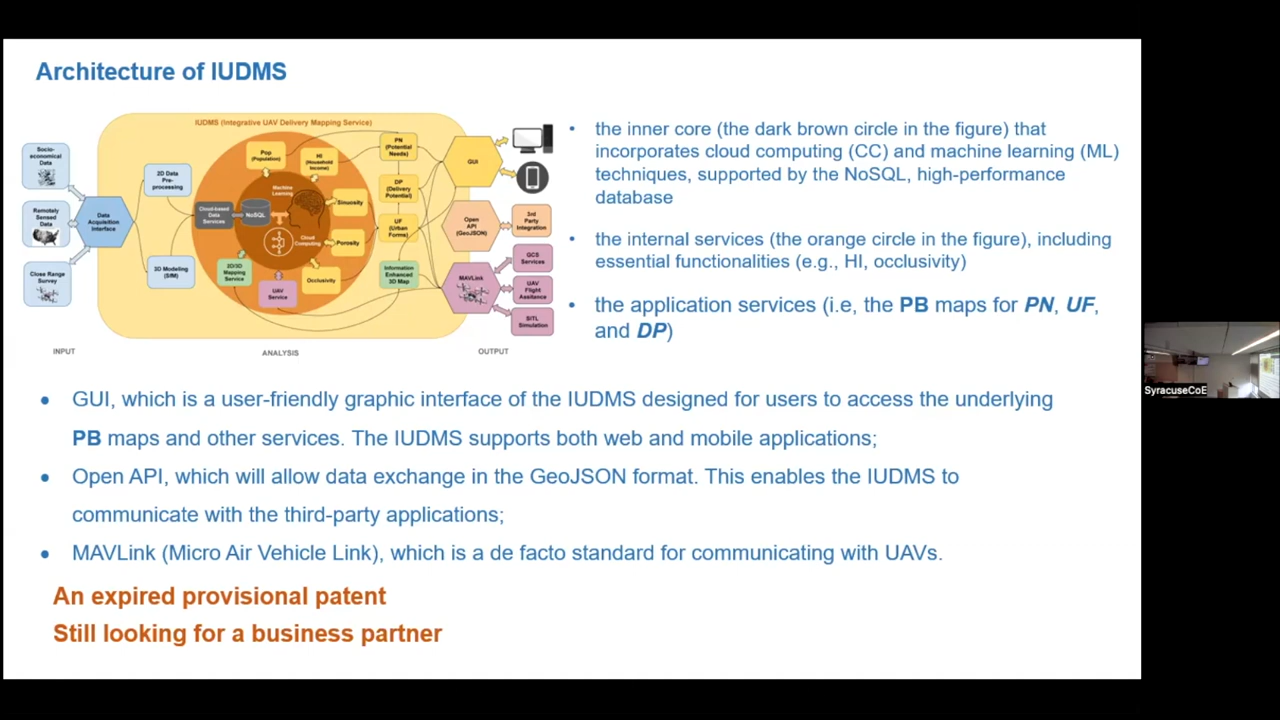 Architecture of IUDMS
IUDMS (Integrative UAV Delivery Mapping Service)
Socio-
economical
Data
Remotely
Sensed
Data
Close Range
Survey
Data
Acquisition
Interface
2D Data
Pre-
processing
3D Modeling
(SfM)
Pop
(Population)
HI
(Household
Income)
Machine
Learning
Cloud-based
Data
Services
NoSQL
Cloud
Computing
Sinuosity
Porosity
Occlusivity
2D/3D
Mapping
Service
UAV
Service
PN
(Potential
Needs)
DP
(Delivery
Potential)
UF
(Urban
Forms)
Information
Enhanced
3D Map
GUI
Open
API
(GeoJSON)
MAVLink
3rd
Party
Integration
GCS
Services
UAV
Flight
Assitance
SITL
Simulation
INPUT
ANALYSIS
OUTPUT
• the inner core (the dark brown circle in the figure) that
incorporates cloud computing (CC) and machine learning (ML)
techniques, supported by the NoSQL, high-performance
database
• the internal services (the orange circle in the figure), including
essential functionalities (e.g., HI, occlusivity)
• the application services (i.e, the PB maps for PN, UF,
and DP)
• GUI, which is a user-friendly graphic interface of the IUDMS designed for users to access the underlying
PB maps and other services. The IUDMS supports both web and mobile applications;
• Open API, which will allow data exchange in the GeoJSON format. This enables the IUDMS to
communicate with the third-party applications;
• MAVLink (Micro Air Vehicle Link), which is a de facto standard for communicating with UAVs.
An expired provisional patent
Still looking for a business partner
SyracuseCoE